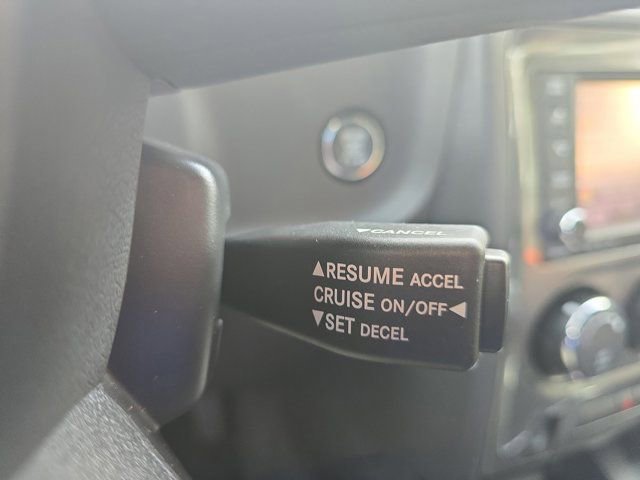 ▼CANCEL
▲RESUME ACCEL
CRUISE ON/OFF◀
▼SET DECEL